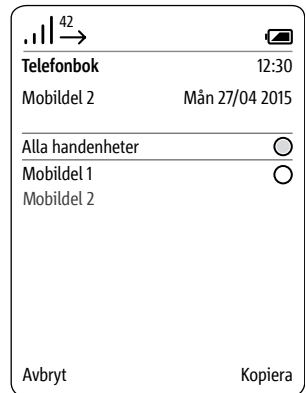 42
Telefonbok 12:30
Mobildel 2 Mån 27/04 2015
Alla handenheter
Mobildel 1
Mobildel 2
Avbryt Kopiera